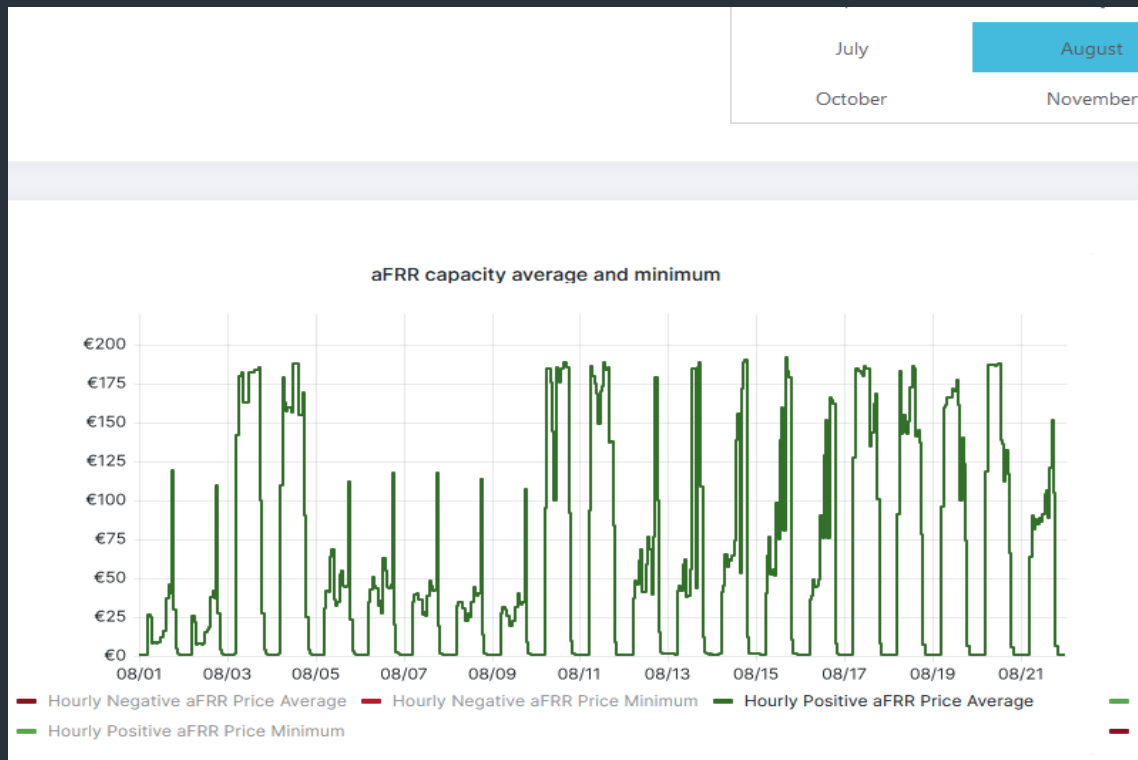 July August
October November
aFRR capacity average and minimum
€200
€175
€150
€125
€100
€75
€50
€25
€0
08/01 08/03 08/05 08/07 08/09 08/11 08/13 08/15 08/17 08/19 08/21
Hourly Negative aFRR Price Average Hourly Negative aFRR Price Minimum Hourly Positive aFRR Price Average
Hourly Positive aFRR Price Minimum